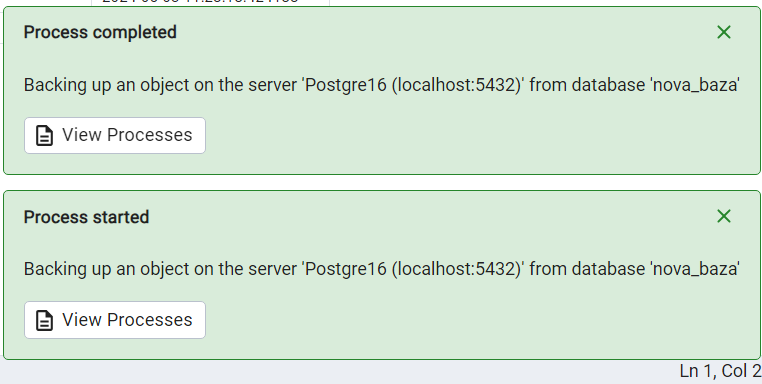 Process completed
Backing up an object on the server 'Postgre16 (localhost:5432)' from database 'nova_baza'
View Processes
Process started
Backing up an object on the server 'Postgre16 (localhost:5432)' from database 'nova_baza'
View Processes
Ln 1, Col 2